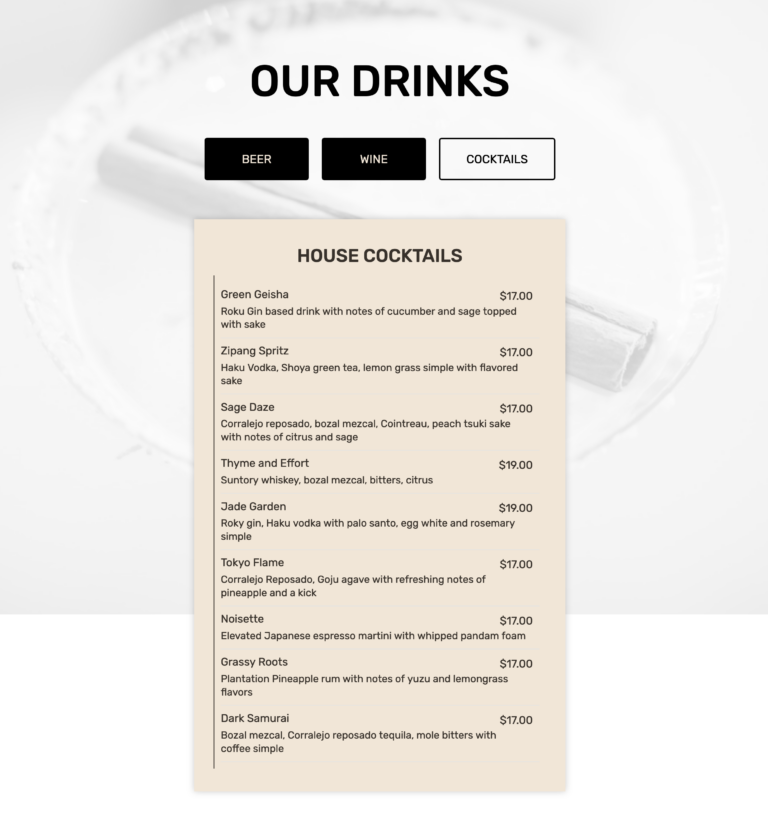 OUR DRINKS
BEER
WINE
COCKTAILS
HOUSE COCKTAILS
Green Geisha $17.00
Roku Gin based drink with notes of cucumber and sage topped
with sake
Zipang Spritz $17.00
Haku Vodka, Shoya green tea, lemon grass simple with flavored
sake
Sage Daze $17.00
Corralejo reposado, bozal mezcal, Cointreau, peach tsuki sake
with notes of citrus and sage
Thyme and Effort $19.00
Suntory whiskey, bozal mezcal, bitters, citrus
Jade Garden $19.00
Roky gin, Haku vodka with palo santo, egg white and rosemary
simple
Tokyo Flame $17.00
Corralejo Reposado, Goju agave with refreshing notes of
pineapple and a kick
Noisette $17.00
Elevated Japanese espresso martini with whipped pandam foam
Grassy Roots $17.00
Plantation Pineapple rum with notes of yuzu and lemongrass
flavors
Dark Samurai $17.00
Bozal mezcal, Corralejo reposado tequila, mole bitters with
coffee simple